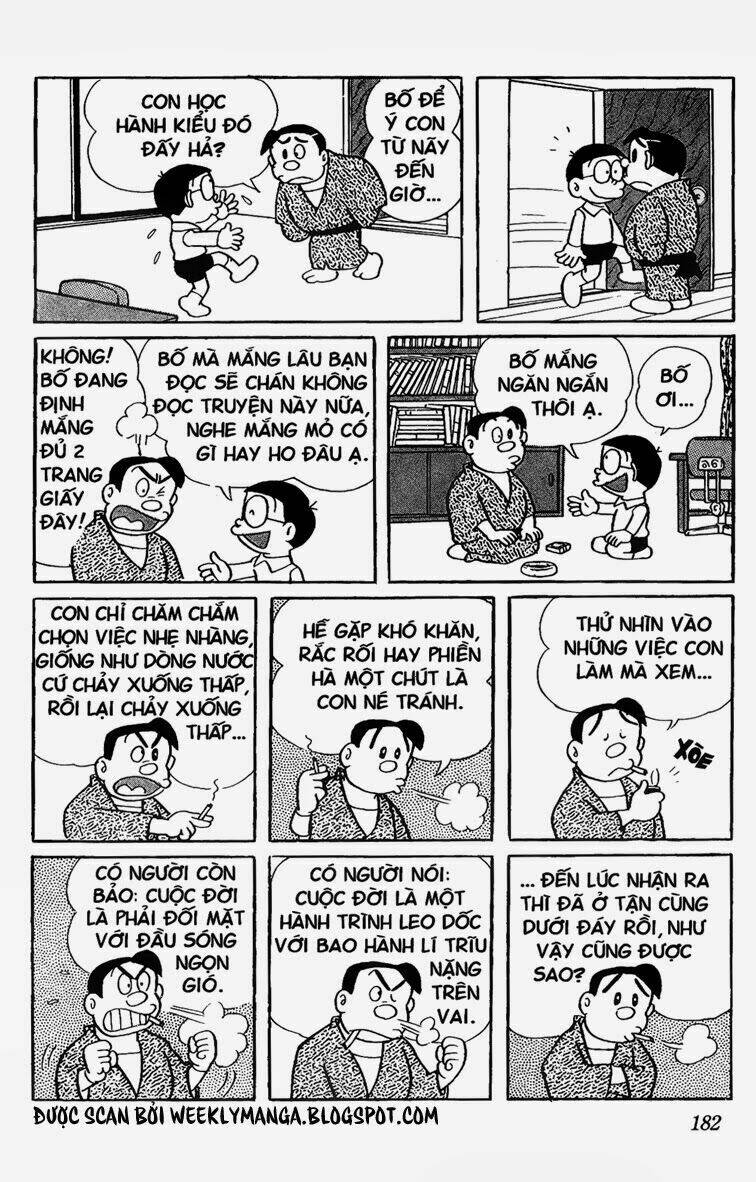 BỐ ĐỂ
Ý CON
TỪ NÃY
ĐẾN
GIỜ...
CON HỌC
HÀNH KIỂU ĐÓ
ĐẤY HẢ?
BỐ
ƠI...
BỐ MẮNG
NGĂN NGẮN
THÔI Ạ.
BỐ MÀ MẮNG LÂU BẠN
ĐỌC SẼ CHÁN KHÔNG
ĐỌC TRUYỆN NÀY NỮA,
NGHE MẮNG MỎ CÓ
GÌ HAY HO ĐÂU Ạ.
KHÔNG!
BỐ ĐANG
ĐỊNH
MẮNG
ĐỦ 2
TRANG
GIẤY
ĐÂY!
THỬ NHÌN VÀO
NHỮNG VIỆC CON
LÀM MÀ XEM...
XÒE
HỄ GẶP KHÓ KHĂN,
RẮC RỐI HAY PHIỀN
HÀ MỘT CHÚT LÀ
CON NÉ TRÁNH.
CON CHỈ CHĂM CHẮM
CHỌN VIỆC NHẸ NHÀNG,
GIỐNG NHƯ DÒNG NƯỚC
CỨ CHẢY XUỐNG THẤP,
RỒI LẠI CHẢY XUỐNG
THẤP...
... ĐẾN LÚC NHẬN RA
THÌ ĐÃ Ở TẬN CÙNG
DƯỚI ĐÁY RỒI, NHƯ
VẬY CŨNG ĐƯỢC
SAO?
CÓ NGƯỜI NÓI:
CUỘC ĐỜI LÀ MỘT
HÀNH TRÌNH LEO DỐC
VỚI BAO HÀNH LÍ TRĨU
NẶNG
TRÊN
VAI.
CÓ NGƯỜI CÒN
BẢO: CUỘC ĐỜI
LÀ PHẢI ĐỐI MẶT
VỚI ĐẦU SÓNG
NGỌN
GIÓ.
ĐƯỢC SCAN BỞI WEEKLYMANGA.BLOGSPOT.COM
182